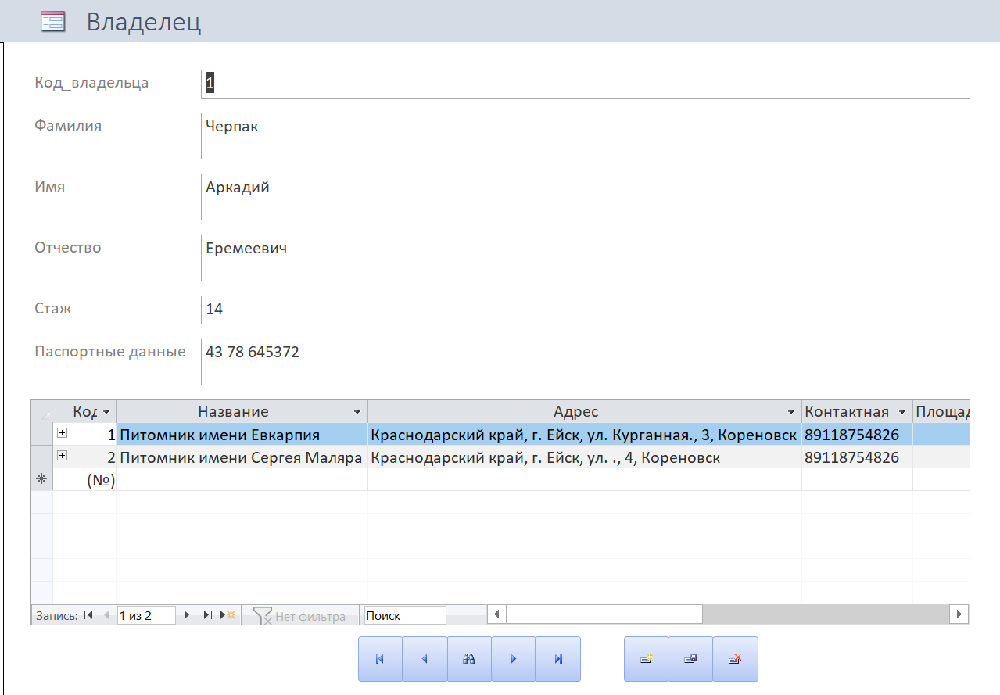 Владелец
Код_владельца 1
Фамилия Черпак
Имя Аркадий
Отчество Еремеевич
Стаж 14
Паспортные данные 43 78 645372
Код Название Адрес Контактная Площад
1 Питомник имени Евкарпия Краснодарский край, г. Ейск, ул. Курганная., 3, Кореновск 89118754826
2 Питомник имени Сергея Маляра Краснодарский край, г. Ейск, ул. ., 4, Кореновск 89118754826
(№)
Запись: 1 из 2 Нет фильтра Поиск